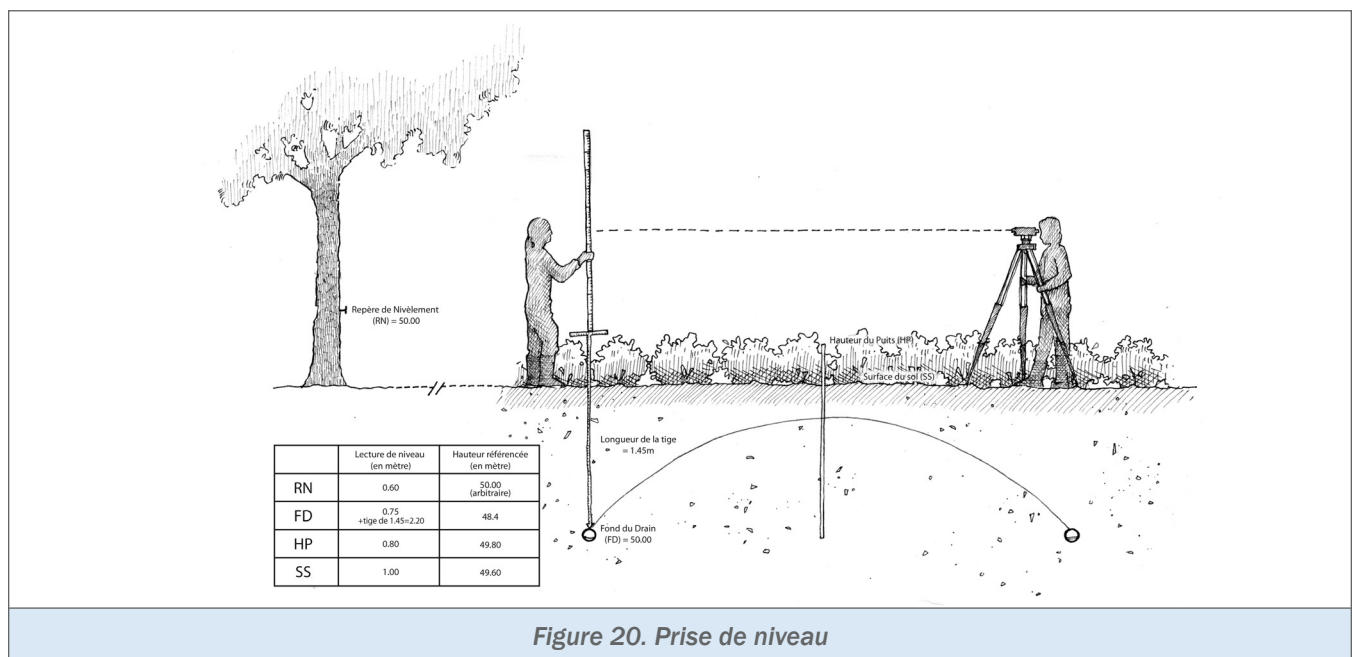 Repère de Nivèlement
(RN) = 50.00
Hauteur du Puits (HP)
Surface du sol (SS)
Longueur de la tige
= 1.45m
Fond du Drain
(FD) = 50.00
Lecture de niveau
(en mètre)
Hauteur référencée
(en mètre)
RN
0.60
50.00
(arbitraire)
FD
0.75
+tige de 1.45=2.20
48.4
HP
0.80
49.80
SS
1.00
49.60
Figure 20. Prise de niveau